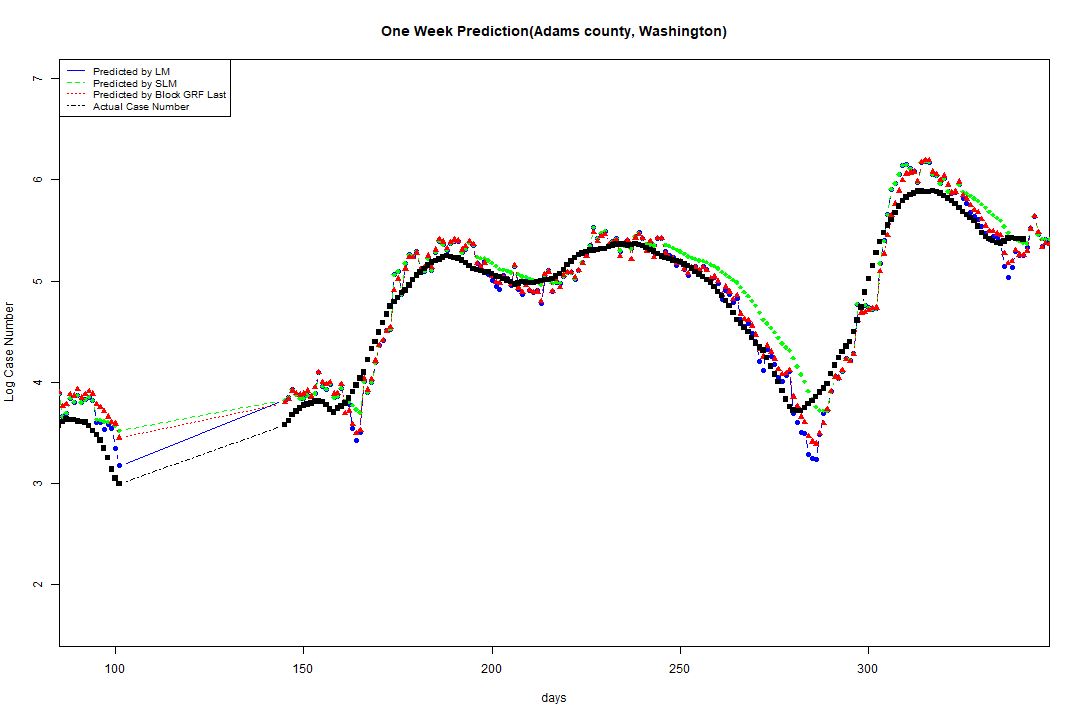 One Week Prediction(Adams county, Washington)
Predicted by LM
Predicted by SLM
Predicted by Block GRF Last
Actual Case Number
Log Case Number
7
6
5
4
3
2
100 150 200 250 300
days